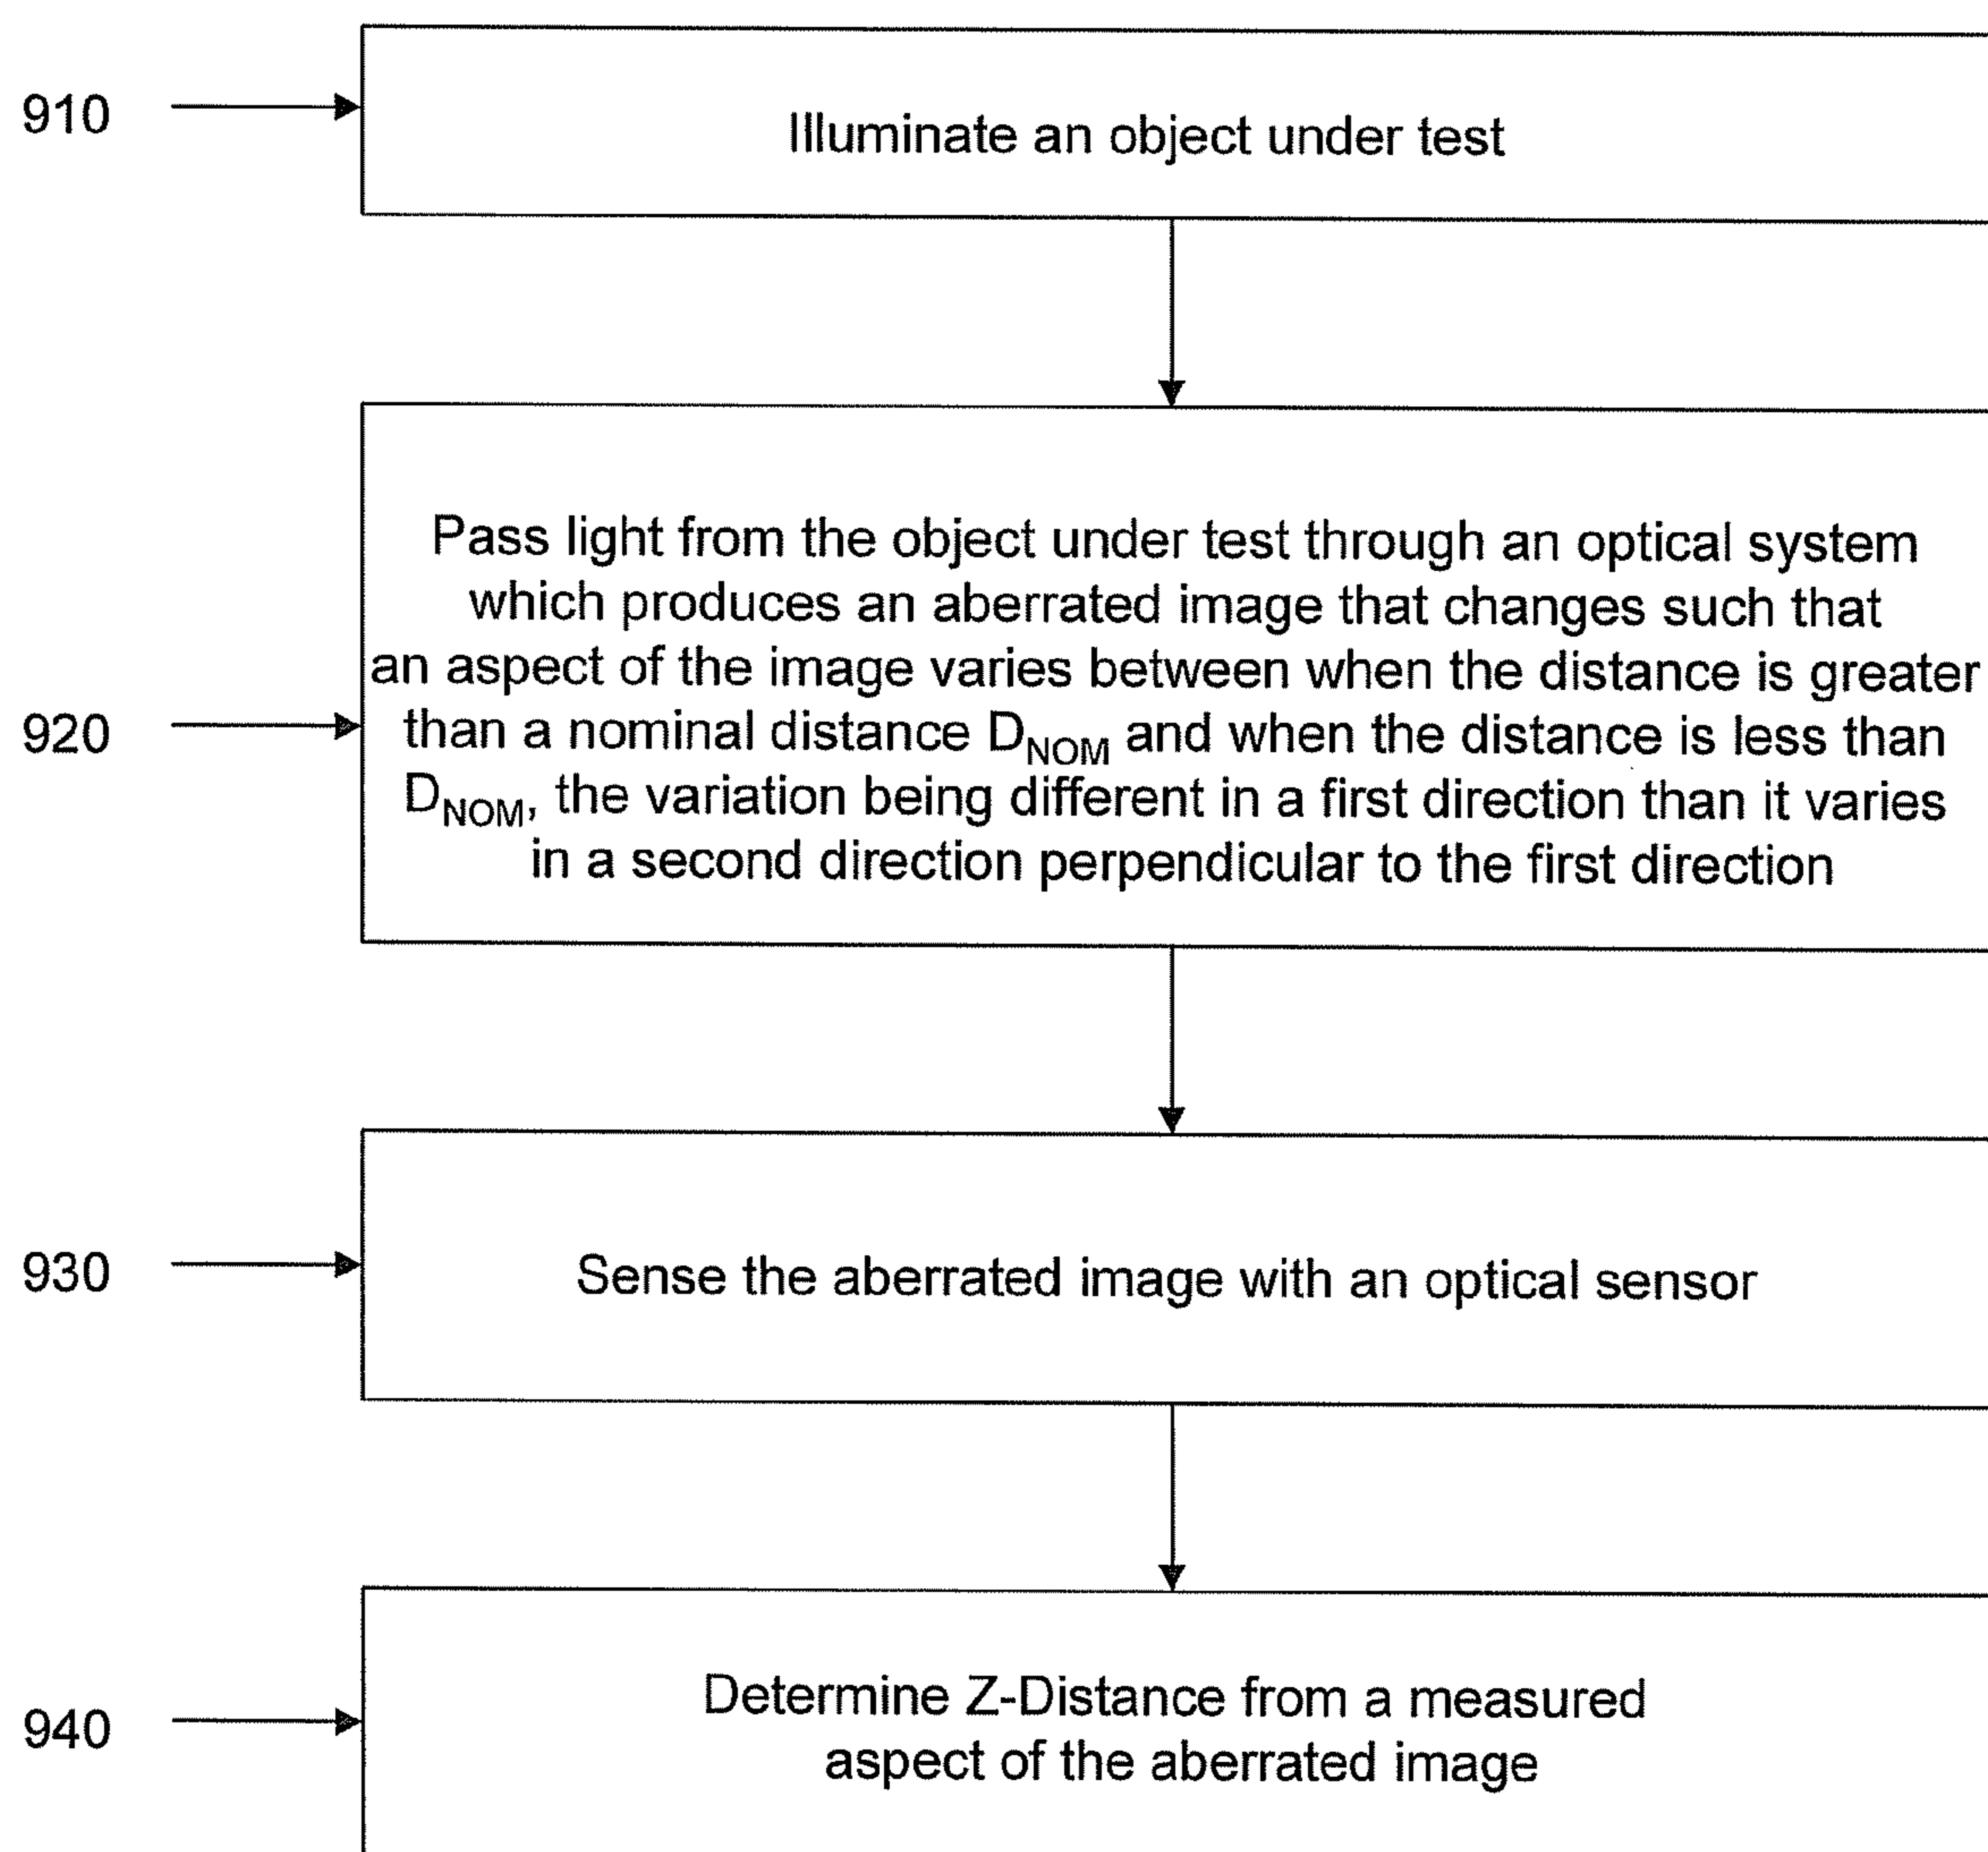 910
Illuminate an object under test
920
Pass light from the object under test through an optical system
which produces an aberrated image that changes such that
an aspect of the image varies between when the distance is greater
than a nominal distance D_NOM and when the distance is less than
D_NOM, the variation being different in a first direction than it varies
in a second direction perpendicular to the first direction
930
Sense the aberrated image with an optical sensor
940
Determine Z-Distance from a measured
aspect of the aberrated image